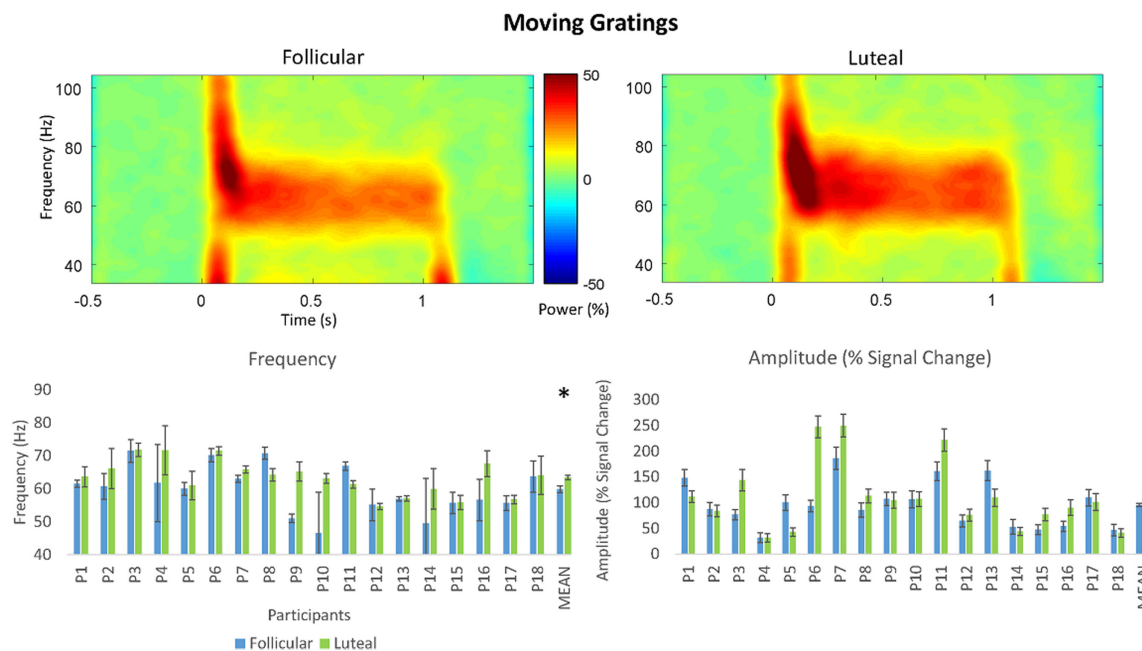 Moving Gratings
Follicular
Luteal
Frequency (Hz)
100
80
60
40
-0.5
0
0.5
1
Time (s)
50
0
-50
Power (%)
100
80
60
40
-0.5
0
0.5
1
Frequency
Frequency (Hz)
90
80
70
60
50
40
*
P1 P2 P3 P4 P5 P6 P7 P8 P9 P10 P11 P12 P13 P14 P15 P16 P17 P18 MEAN
Participants
Follicular Luteal
Amplitude (% Signal Change)
Amplitude (% Signal Change)
300
250
200
150
100
50
0
P1 P2 P3 P4 P5 P6 P7 P8 P9 P10 P11 P12 P13 P14 P15 P16 P17 P18 MEAN